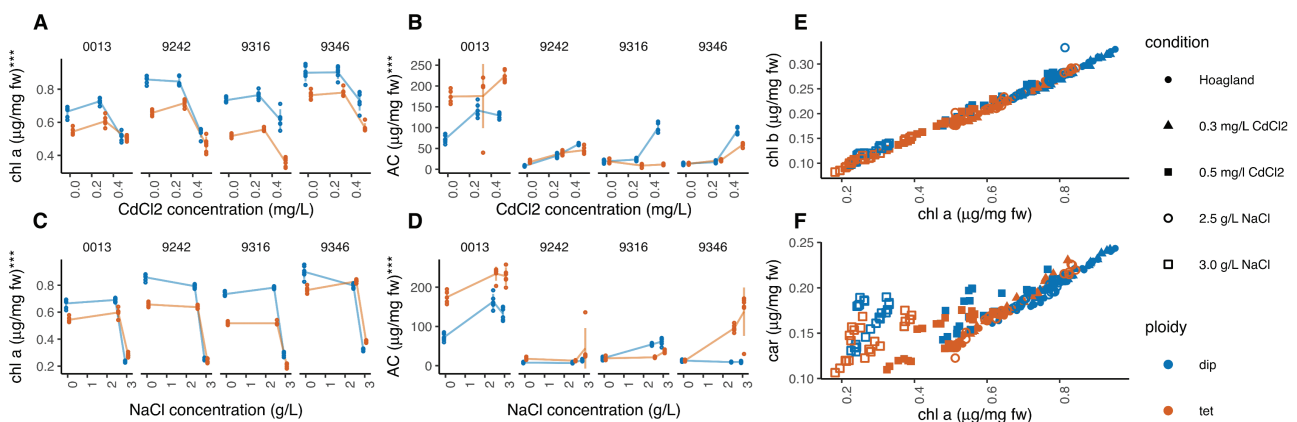 A
0013 9242 9316 9346
chl a (µg/mg fw)***
0.8
0.6
0.4
0.0 0.2 0.4 0.0 0.2 0.4 0.0 0.2 0.4 0.0 0.2 0.4
CdCl2 concentration (mg/L)
B
0013 9242 9316 9346
AC (µg/mg fw)***
250
200
150
100
50
0
0.0 0.2 0.4 0.0 0.2 0.4 0.0 0.2 0.4 0.0 0.2 0.4
CdCl2 concentration (mg/L)
C
0013 9242 9316 9346
chl a (µg/mg fw)***
0.8
0.6
0.4
0.2
0 1 2 3 0 1 2 3 0 1 2 3 0 1 2 3
NaCl concentration (g/L)
D
0013 9242 9316 9346
AC (µg/mg fw)***
200
100
0
0 1 2 3 0 1 2 3 0 1 2 3 0 1 2 3
NaCl concentration (g/L)
E
chl b (µg/mg fw)
0.30
0.25
0.20
0.15
0.10
0.2 0.4 0.6 0.8
chl a (µg/mg fw)
F
car (µg/mg fw)
0.25
0.20
0.15
0.10
0.2 0.4 0.6 0.8
chl a (µg/mg fw)
condition
Hoagland
0.3 mg/L CdCl2
0.5 mg/l CdCl2
2.5 g/L NaCl
3.0 g/L NaCl
ploidy
dip
tet